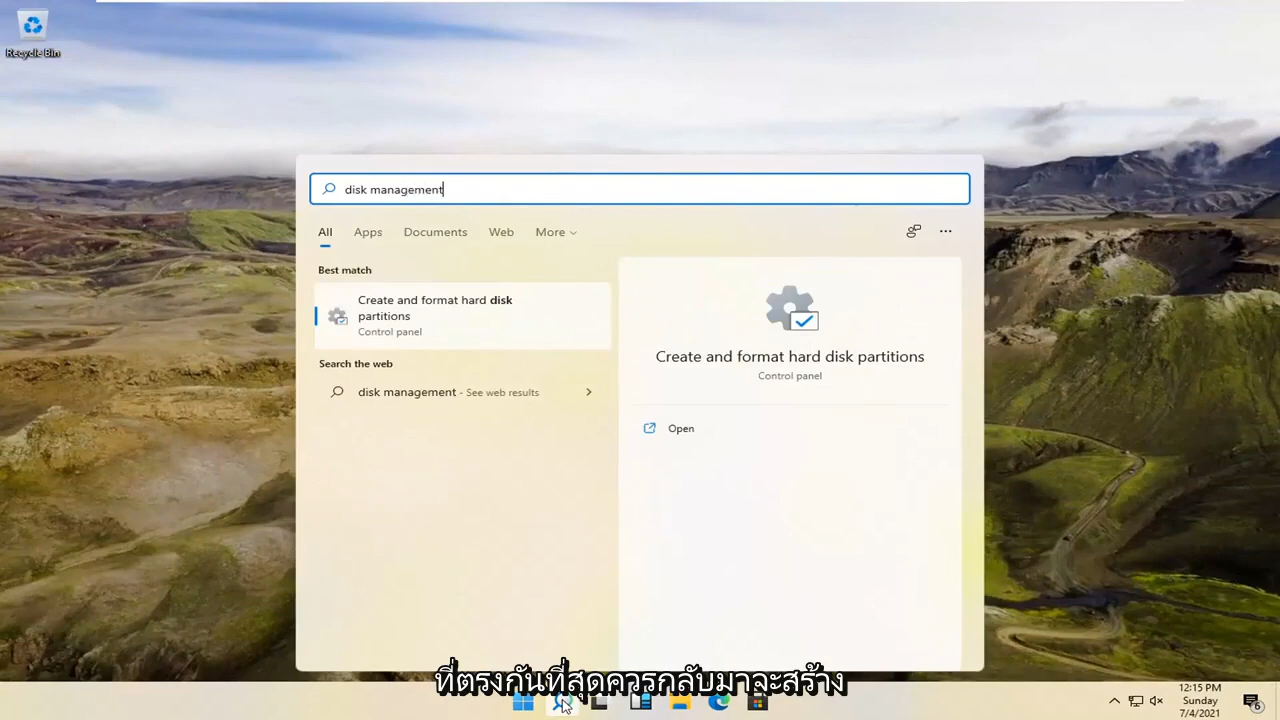 Recycle Bin
disk management
All Apps Documents Web More
Best match
Create and format hard disk
partitions
Control panel
Search the web
disk management - See web results
Create and format hard disk partitions
Control panel
Open
ที่ตรงกันที่สุดควรกลับมาจะสร้าง
12:15 PM
Sunday
7/4/2021
6